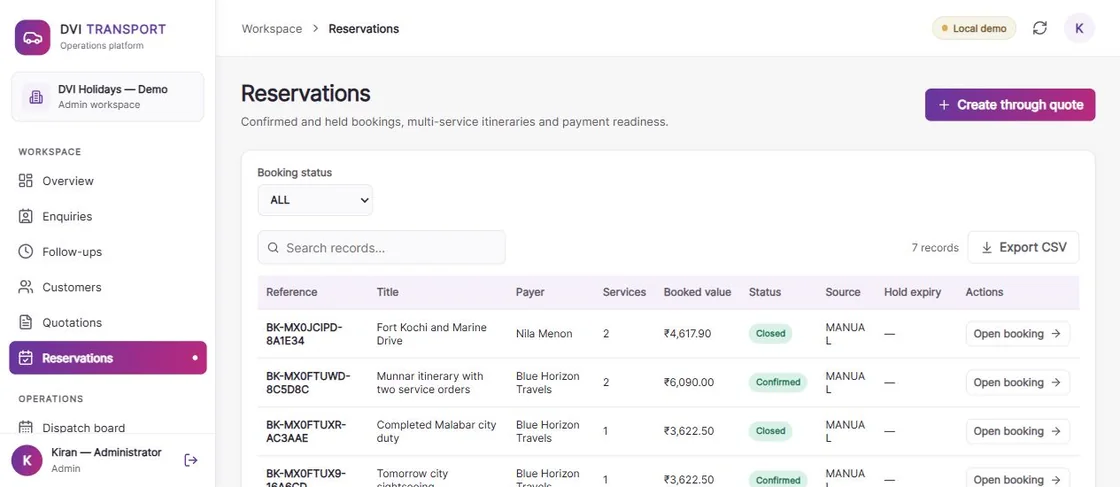 DVI TRANSPORT
Operations platform
DVI Holidays — Demo
Admin workspace
WORKSPACE
Overview
Enquiries
Follow-ups
Customers
Quotations
Reservations
OPERATIONS
Dispatch board
K
Kiran — Administrator
Admin
Workspace > Reservations
Local demo
K
Reservations
Confirmed and held bookings, multi-service itineraries and payment readiness.
+ Create through quote
Booking status
ALL
Search records...
7 records
Export CSV
Reference Title Payer Services Booked value Status Source Hold expiry Actions
BK-MX0JCIPD-
8A1E34
Fort Kochi and Marine
Drive
Nila Menon
2
₹4,617.90
Closed
MANUA
L
—
Open booking →
BK-MX0FTUWD-
8C5D8C
Munnar itinerary with
two service orders
Blue Horizon
Travels
2
₹6,090.00
Confirmed
MANUA
L
—
Open booking →
BK-MX0FTUXR-
AC3AAE
Completed Malabar city
duty
Blue Horizon
Travels
1
₹3,622.50
Closed
MANUA
L
—
Open booking →
BK-MX0FTUX9-
16A6CD
Tomorrow city
sightseeing
Blue Horizon
Travels
1
₹3,622.50
Confirmed
MANUA
L
—
Open booking →